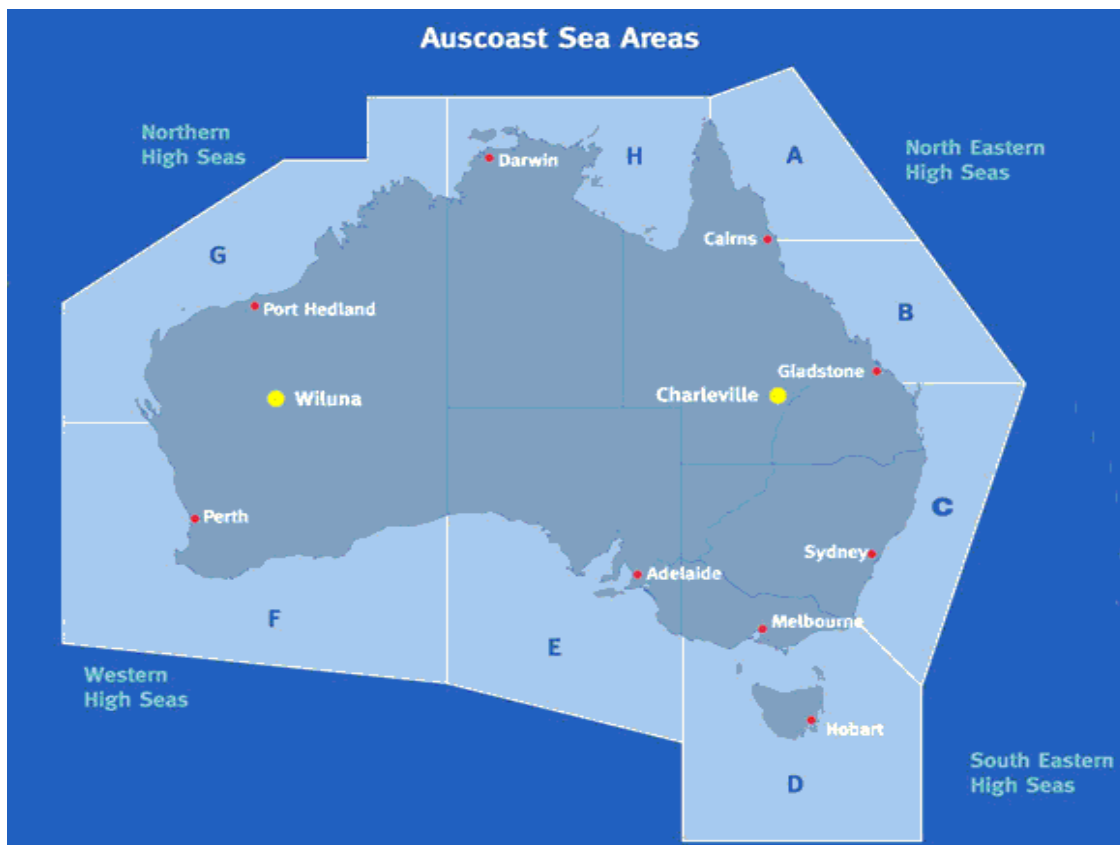 Auscoast Sea Areas
Northern
High Seas
North Eastern
High Seas
H
A
Darwin
Cairns
G
B
Port Hedland
Gladstone
Wiluna
Charleville
C
Perth
Sydney
Adelaide
F
Melbourne
E
Western
High Seas
Hobart
D
South Eastern
High Seas